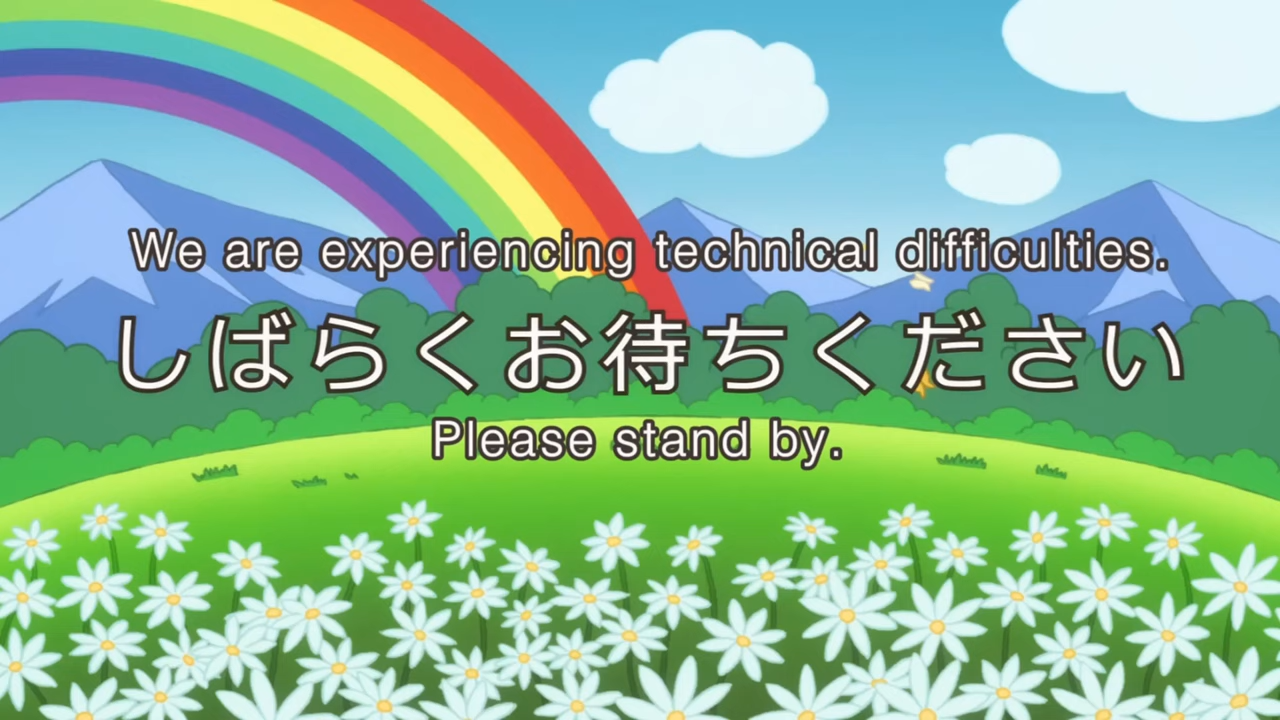 We are experiencing technical difficulties.
しばらくお待ちください
Please stand by.